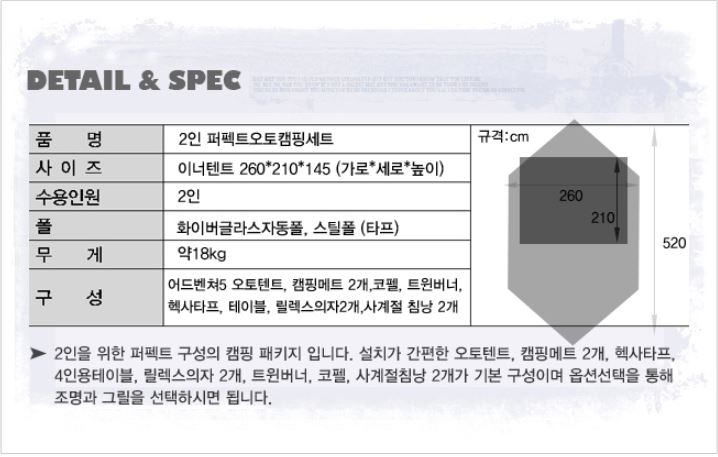 DETAIL & SPEC
품 명 2인 퍼펙트오토캠핑세트
사 이 즈 이너텐트 260*210*145 (가로*세로*높이)
수용인원 2인
폴 화이버글라스자동폴, 스틸폴 (타프)
무 게 약18kg
구 성 어드벤쳐5 오토텐트, 캠핑메트 2개,코펠, 트윈버너,
헥사타프, 테이블, 릴렉스의자2개,사계절 침낭 2개
규격:cm
260
210
520
➤ 2인을 위한 퍼펙트 구성의 캠핑 패키지 입니다. 설치가 간편한 오토텐트, 캠핑메트 2개, 헥사타프,
4인용테이블, 릴렉스의자 2개, 트윈버너, 코펠, 사계절침낭 2개가 기본 구성이며 옵션선택을 통해
조명과 그릴을 선택하시면 됩니다.